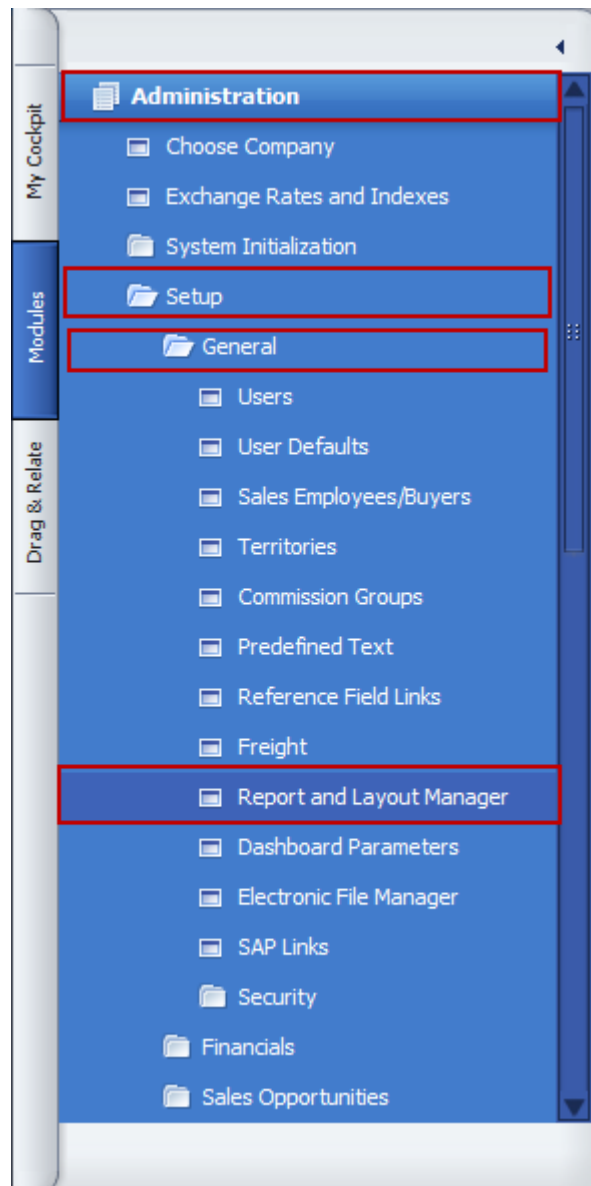 My Cockpit
Modules
Drag & Relate
Administration
Choose Company
Exchange Rates and Indexes
System Initialization
Setup
General
Users
User Defaults
Sales Employees/Buyers
Territories
Commission Groups
Predefined Text
Reference Field Links
Freight
Report and Layout Manager
Dashboard Parameters
Electronic File Manager
SAP Links
Security
Financials
Sales Opportunities